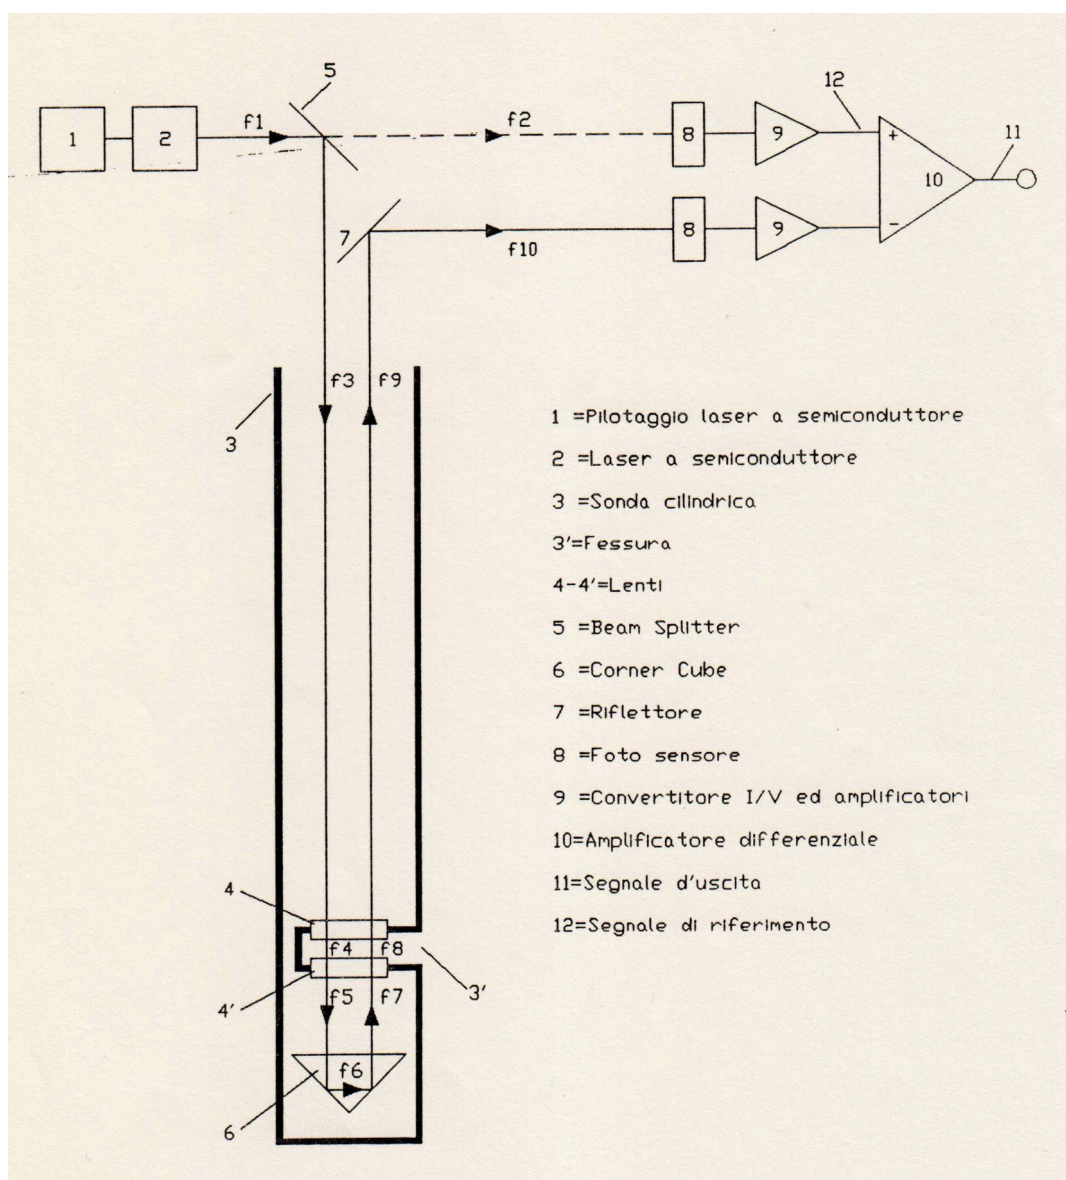 5
12
1 2 f1 f2 8 9 + 11
10
7 f10 8 9 -
f3 f9
3
1 =Pilotaggio laser a semiconduttore
2 =Laser a semiconduttore
3 =Sonda cilindrica
3'=Fessura
4-4'=Lenti
5 =Beam Splitter
6 =Corner Cube
7 =Riflettore
8 =Foto sensore
9 =Convertitore I/V ed amplificatori
10=Amplificatore differenziale
11=Segnale d'uscita
12=Segnale di riferimento
4
f4 f8
4' f5 f7 3'
f6
6